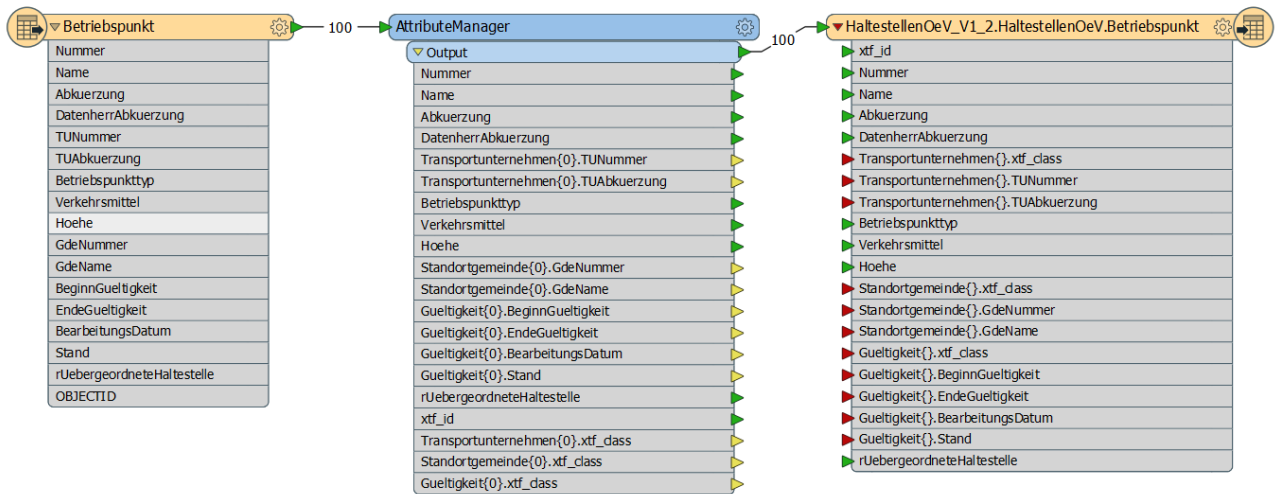 Betriebspunkt
Nummer
Name
Abkuerzung
DatenherrAbkuerzung
TUNummer
TUAbkuerzung
Betriebspunkttyp
Verkehrsmittel
Hoehe
GdeNummer
GdeName
BeginnGueltigkeit
EndeGueltigkeit
BearbeitungsDatum
Stand
rUebergeordneteHaltestelle
OBJECTID
100
AttributeManager
Output
Nummer
Name
Abkuerzung
DatenherrAbkuerzung
Transportunternehmen{0}.TUNummer
Transportunternehmen{0}.TUAbkuerzung
Betriebspunkttyp
Verkehrsmittel
Hoehe
Standortgemeinde{0}.GdeNummer
Standortgemeinde{0}.GdeName
Gueltigkeit{0}.BeginnGueltigkeit
Gueltigkeit{0}.EndeGueltigkeit
Gueltigkeit{0}.BearbeitungsDatum
Gueltigkeit{0}.Stand
rUebergeordneteHaltestelle
xtf_id
Transportunternehmen{0}.xtf_class
Standortgemeinde{0}.xtf_class
Gueltigkeit{0}.xtf_class
100
HaltestellenOeV_V1_2.HaltestellenOeV.Betriebspunkt
xtf_id
Nummer
Name
Abkuerzung
DatenherrAbkuerzung
Transportunternehmen{}.xtf_class
Transportunternehmen{}.TUNummer
Transportunternehmen{}.TUAbkuerzung
Betriebspunkttyp
Verkehrsmittel
Hoehe
Standortgemeinde{}.xtf_class
Standortgemeinde{}.GdeNummer
Standortgemeinde{}.GdeName
Gueltigkeit{}.xtf_class
Gueltigkeit{}.BeginnGueltigkeit
Gueltigkeit{}.EndeGueltigkeit
Gueltigkeit{}.BearbeitungsDatum
Gueltigkeit{}.Stand
rUebergeordneteHaltestelle